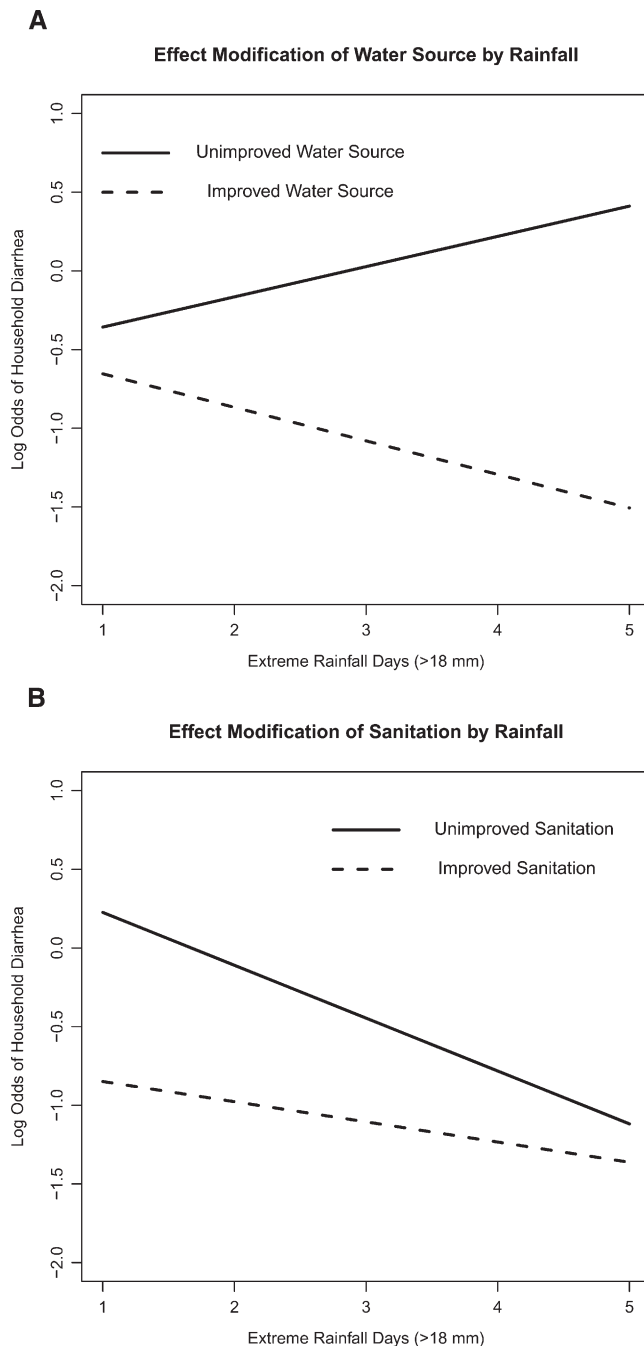 A
Effect Modification of Water Source by Rainfall
1.0
0.5
0.0
−0.5
−1.0
−1.5
−2.0
Log Odds of Household Diarrhea
Unimproved Water Source
Improved Water Source
1 2 3 4 5
Extreme Rainfall Days (>18 mm)
B
Effect Modification of Sanitation by Rainfall
1.0
0.5
0.0
−0.5
−1.0
−1.5
−2.0
Log Odds of Household Diarrhea
Unimproved Sanitation
Improved Sanitation
1 2 3 4 5
Extreme Rainfall Days (>18 mm)